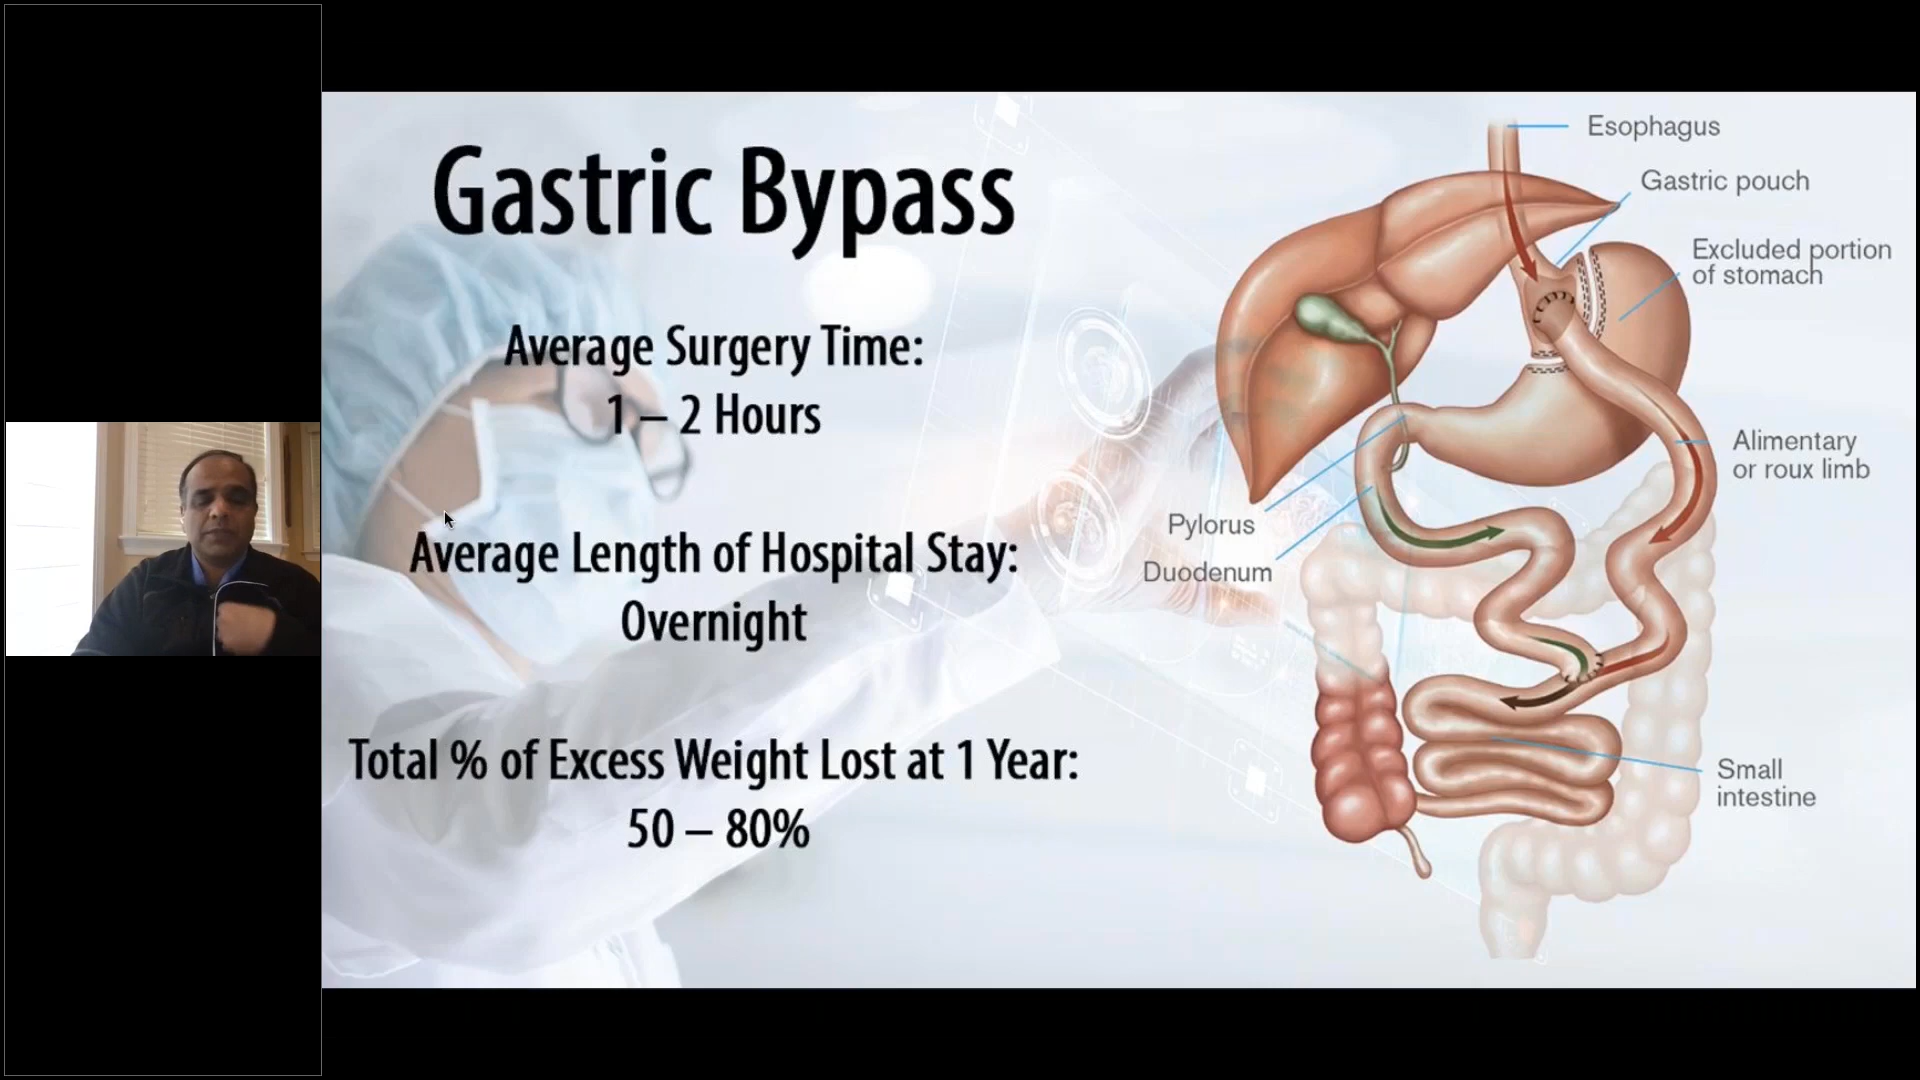 Gastric Bypass
Average Surgery Time:
1 – 2 Hours
Average Length of Hospital Stay:
Overnight
Total % of Excess Weight Lost at 1 Year:
50 – 80%
Esophagus
Gastric pouch
Excluded portion
of stomach
Alimentary
or roux limb
Pylorus
Duodenum
Small
intestine